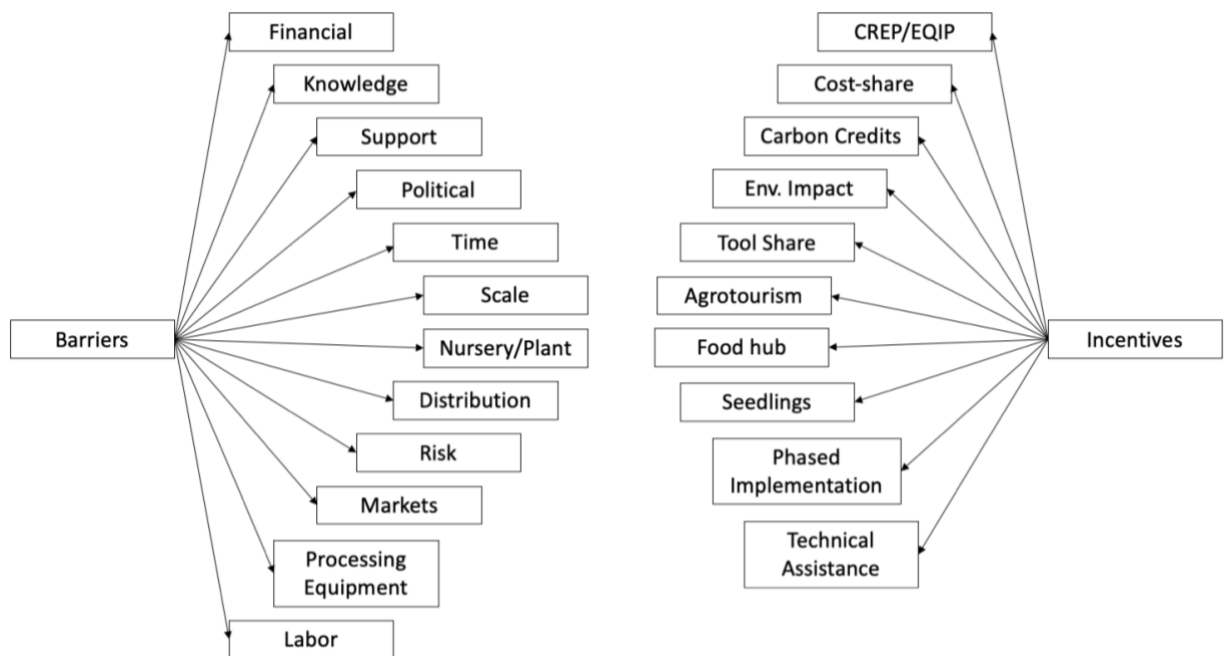 Barriers
Financial
Knowledge
Support
Political
Time
Scale
Nursery/Plant
Distribution
Risk
Markets
Processing
Equipment
Labor
CREP/EQIP
Cost-share
Carbon Credits
Env. Impact
Tool Share
Agrotourism
Food hub
Seedlings
Phased
Implementation
Technical
Assistance
Incentives